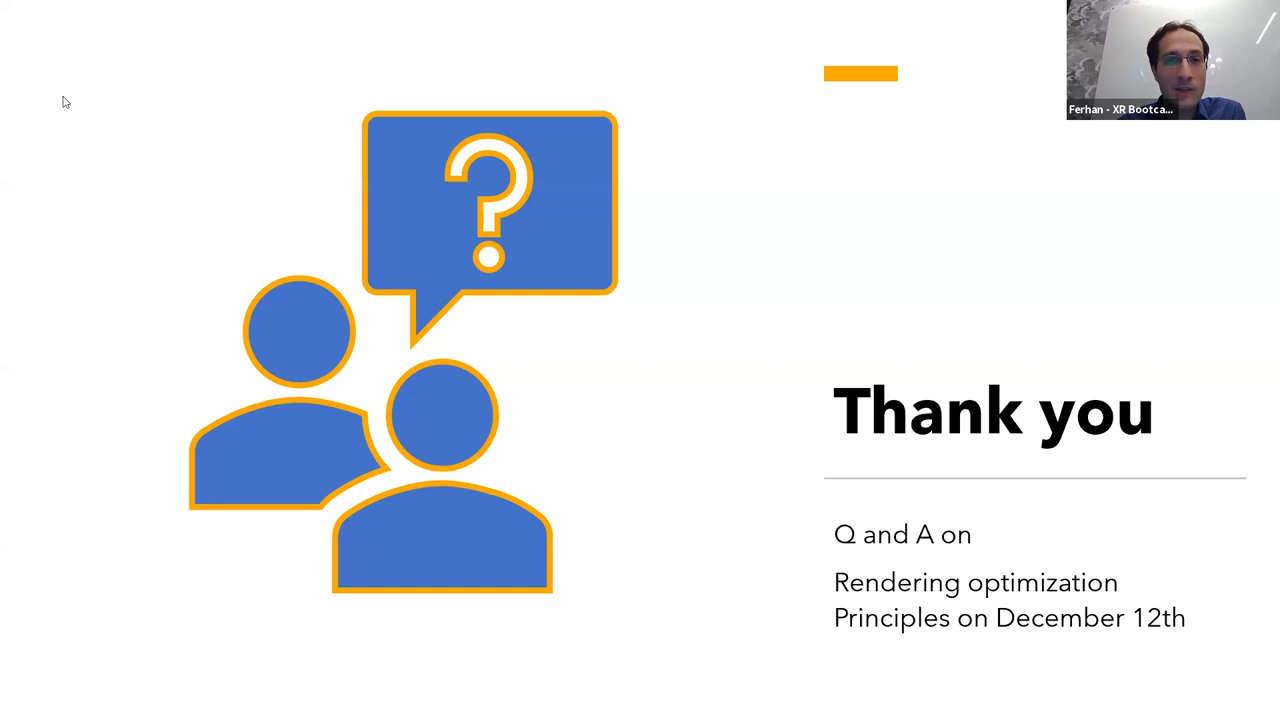 Ferhan - XR Bootca...
?
Thank you
Q and A on
Rendering optimization
Principles on December 12th